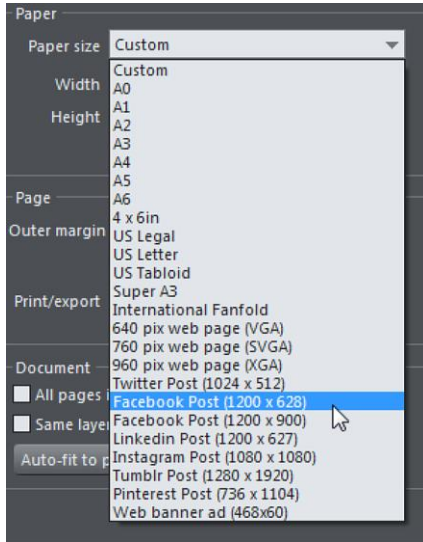 Paper
Paper size Custom
Width
Height
Custom
A0
A1
A2
A3
A4
A5
A6
4 x 6in
US Legal
US Letter
US Tabloid
Super A3
International Fanfold
640 pix web page (VGA)
760 pix web page (SVGA)
960 pix web page (XGA)
Twitter Post (1024 x 512)
Facebook Post (1200 x 628)
Facebook Post (1200 x 900)
Linkedin Post (1200 x 627)
Instagram Post (1080 x 1080)
Tumblr Post (1280 x 1920)
Pinterest Post (736 x 1104)
Web banner ad (468x60)
Page
Outer margin
Print/export
Document
All pages i
Same laye
Auto-fit to p